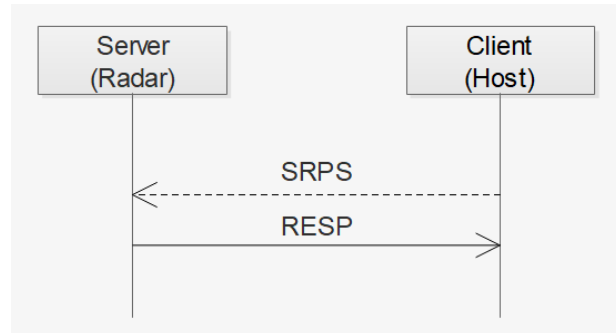 Server
(Radar)
Client
(Host)
SRPS
RESP